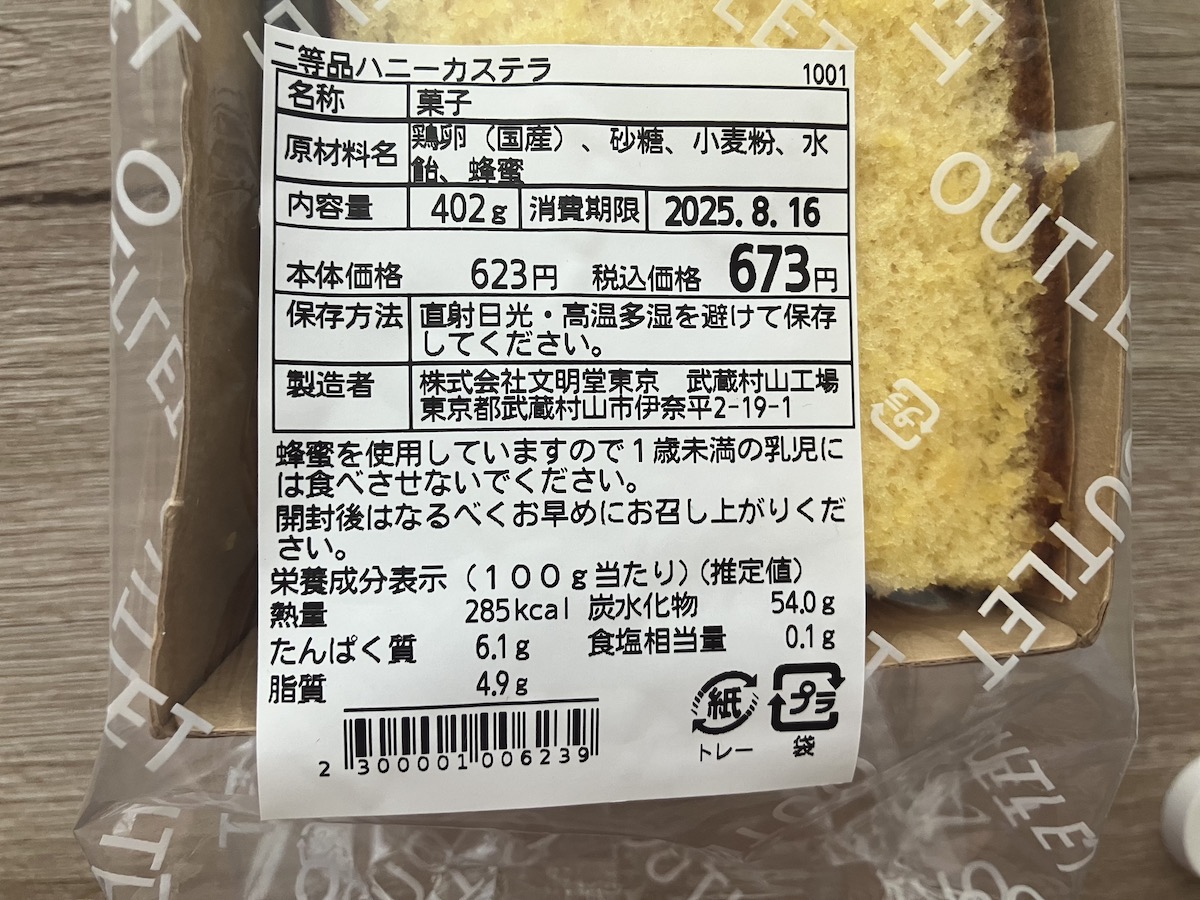 二等品ハニーカステラ 1001
名称 菓子
原材料名 鶏卵（国産）、砂糖、小麦粉、水
飴、蜂蜜
内容量 402g 消費期限 2025.8.16
本体価格 623円 税込価格 673円
保存方法 直射日光・高温多湿を避けて保存
してください。
製造者 株式会社文明堂東京 武蔵村山工場
東京都武蔵村山市伊奈平2-19-1
蜂蜜を使用していますので1歳未満の乳児に
は食べさせないでください。
開封後はなるべくお早めにお召し上がりくだ
さい。
栄養成分表示（１００g当たり）（推定値）
熱量 285kcal 炭水化物 54.0g
たんぱく質 6.1g 食塩相当量 0.1g
脂質 4.9g
紙 プラ
トレー 袋
2 300001 006239
OUTLET
OUTLET
OUTLET
OUTLET
OUTLET